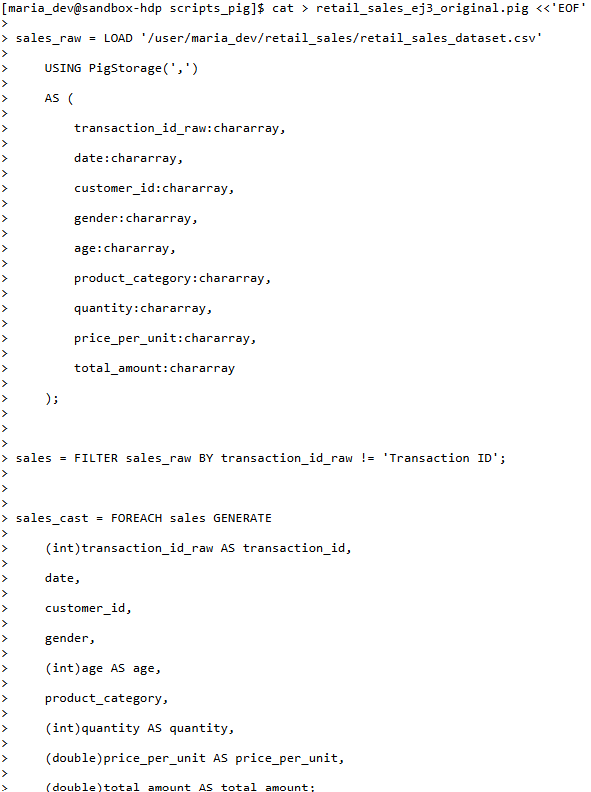 [maria_dev@sandbox-hdp scripts_pig]$ cat > retail_sales_ej3_original.pig <<'EOF'
>
> sales_raw = LOAD '/user/maria_dev/retail_sales/retail_sales_dataset.csv'
>
>     USING PigStorage(',')
>
>     AS (
>
>         transaction_id_raw:chararray,
>
>         date:chararray,
>
>         customer_id:chararray,
>
>         gender:chararray,
>
>         age:chararray,
>
>         product_category:chararray,
>
>         quantity:chararray,
>
>         price_per_unit:chararray,
>
>         total_amount:chararray
>
>     );
>
>
>
> sales = FILTER sales_raw BY transaction_id_raw != 'Transaction ID';
>
>
>
> sales_cast = FOREACH sales GENERATE
>
>     (int)transaction_id_raw AS transaction_id,
>
>     date,
>
>     customer_id,
>
>     gender,
>
>     (int)age AS age,
>
>     product_category,
>
>     (int)quantity AS quantity,
>
>     (double)price_per_unit AS price_per_unit,
>
>     (double)total_amount AS total_amount;